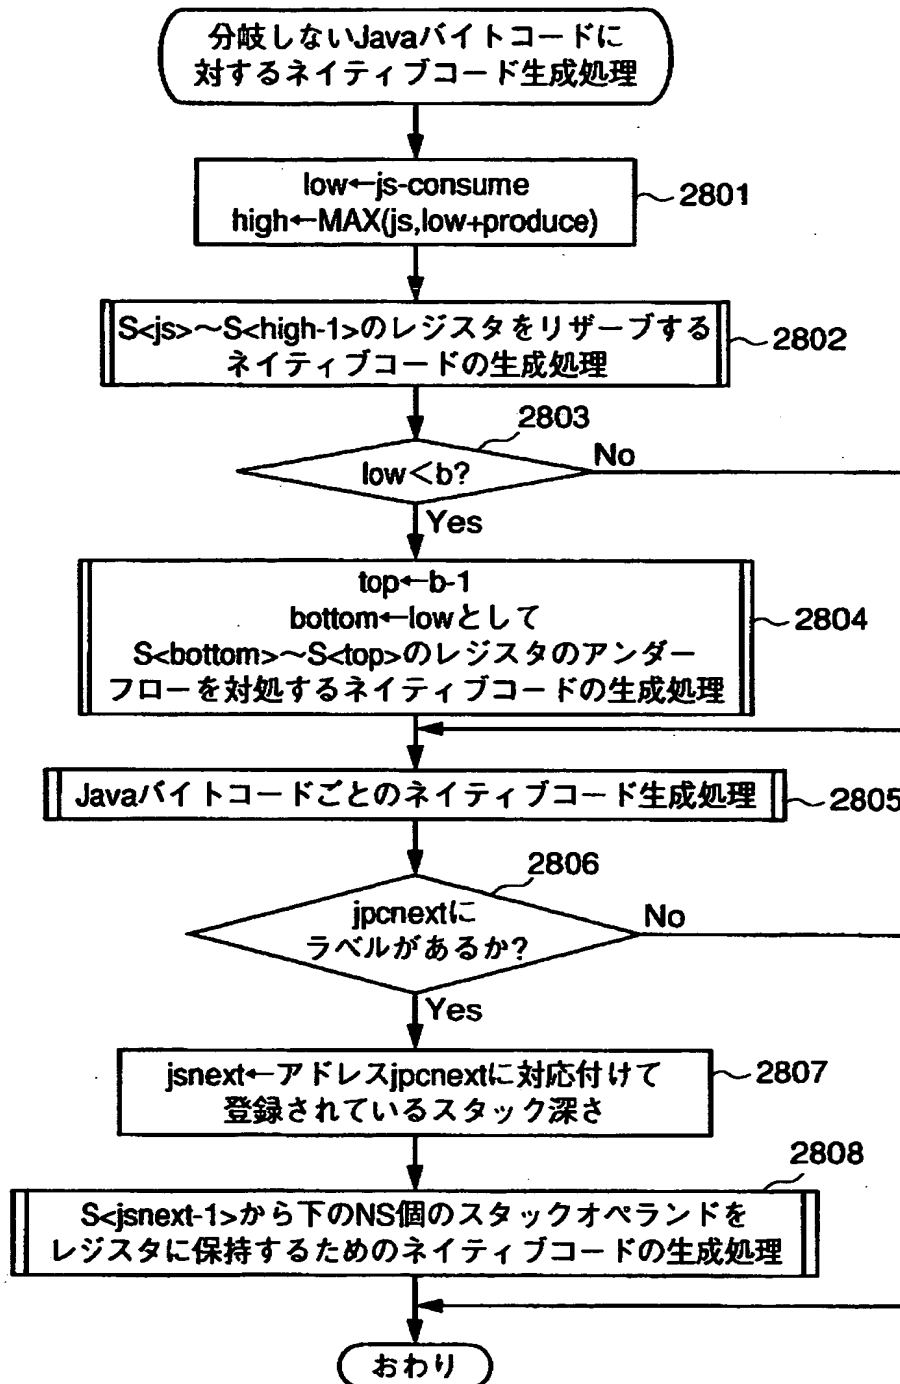 分岐しないJavaバイトコードに
対するネイティブコード生成処理
low←js-consume
high←MAX(js,low+produce)
2801
S<js>～S<high-1>のレジスタをリザーブする
ネイティブコードの生成処理
2802
2803
low<b?
No
Yes
top←b-1
bottom←lowとして
S<bottom>～S<top>のレジスタのアンダー
フローを対処するネイティブコードの生成処理
2804
Javaバイトコードごとのネイティブコード生成処理
2805
2806
jpcnextに
ラベルがあるか?
No
Yes
jsnext←アドレスjpcnextに対応付けて
登録されているスタック深さ
2807
2808
S<jsnext-1>から下のNS個のスタックオペランドを
レジスタに保持するためのネイティブコードの生成処理
おわり